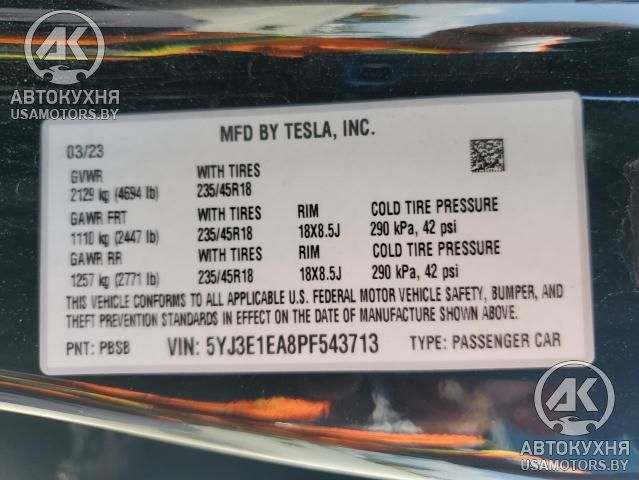 АК
АВТОКУХНЯ
USAMOTORS.BY
MFD BY TESLA, INC.
03/23
GVWR WITH TIRES
2129 kg (4694 lb) 235/45R18
GAWR FRT WITH TIRES RIM COLD TIRE PRESSURE
1110 kg (2447 lb) 235/45R18 18X8.5J 290 kPa, 42 psi
GAWR RR WITH TIRES RIM COLD TIRE PRESSURE
1257 kg (2771 lb) 235/45R18 18X8.5J 290 kPa, 42 psi
THIS VEHICLE CONFORMS TO ALL APPLICABLE U.S. FEDERAL MOTOR VEHICLE SAFETY, BUMPER, AND
THEFT PREVENTION STANDARDS IN EFFECT ON THE DATE OF MANUFACTURE SHOWN ABOVE.
PNT: PBSB VIN: 5YJ3E1EA8PF543713 TYPE: PASSENGER CAR
АК
АВТОКУХНЯ
USAMOTORS.BY